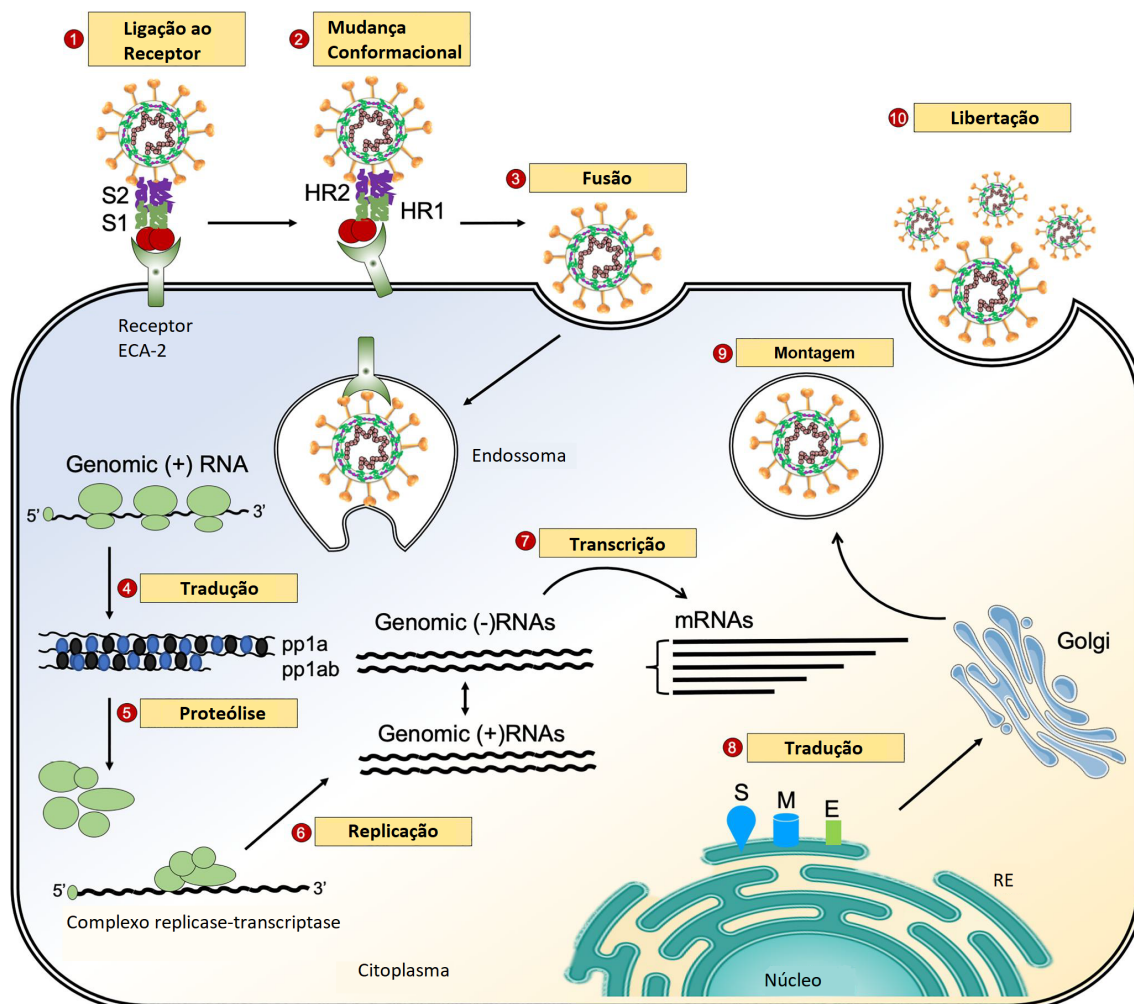 1
Ligação ao
Receptor
2
Mudança
Conformacional
10
Libertação
3
Fusão
S2
S1
HR2
HR1
Receptor
ECA-2
9
Montagem
Endossoma
Genomic (+) RNA
5'
3'
7
Transcrição
4
Tradução
Genomic (-)RNAs
mRNAs
pp1a
pp1ab
Golgi
5
Proteólise
Genomic (+)RNAs
8
Tradução
S
M
E
6
Replicação
RE
5'
3'
Complexo replicase-transcriptase
Citoplasma
Núcleo